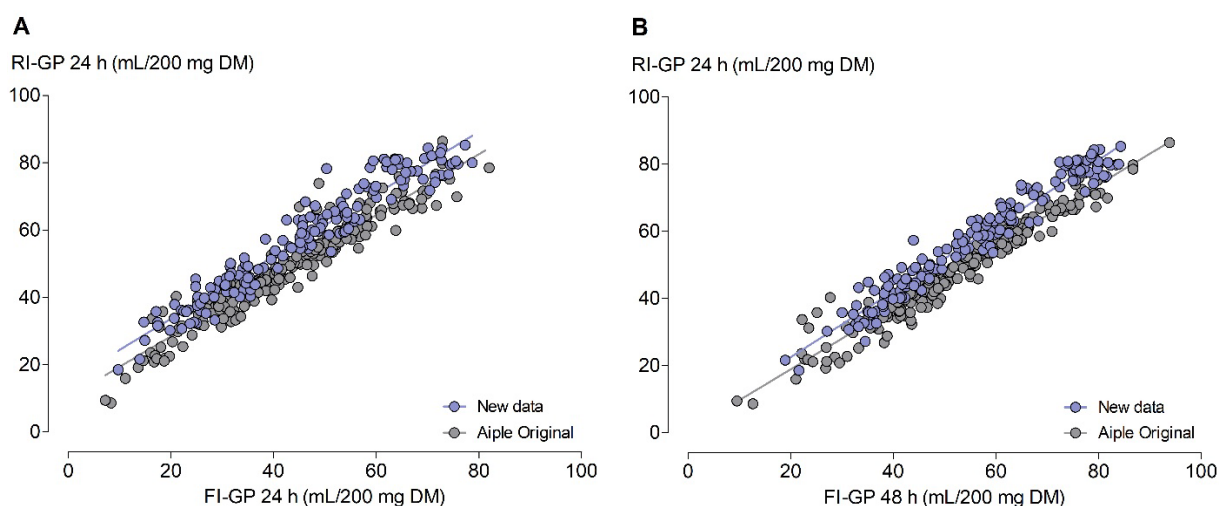 A
RI-GP 24 h (mL/200 mg DM)
100
80
60
40
20
0
New data
Aiple Original
0 20 40 60 80 100
FI-GP 24 h (mL/200 mg DM)
B
RI-GP 24 h (mL/200 mg DM)
100
80
60
40
20
0
New data
Aiple Original
0 20 40 60 80 100
FI-GP 48 h (mL/200 mg DM)